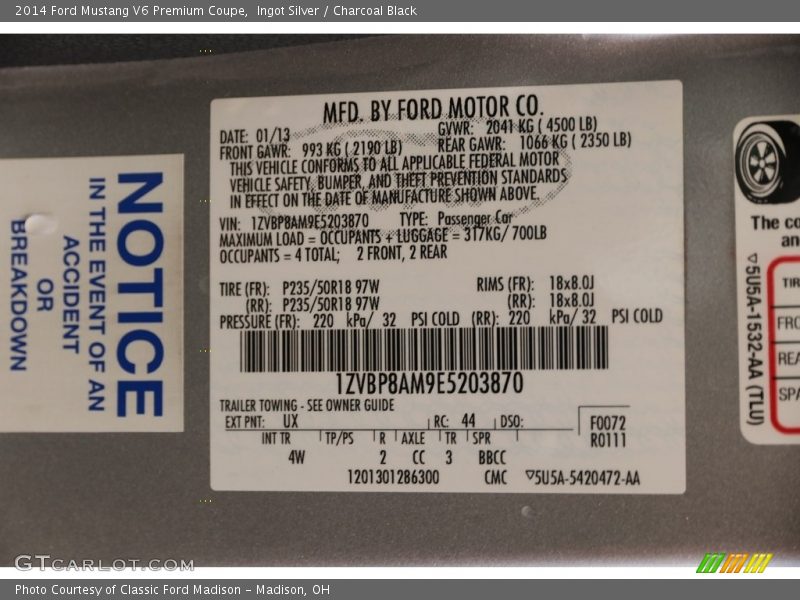 2014 Ford Mustang V6 Premium Coupe,  Ingot Silver / Charcoal Black
NOTICE
IN THE EVENT OF AN
ACCIDENT
OR
BREAKDOWN
MFD. BY FORD MOTOR CO.
DATE: 01/13 GVWR: 2041 KG ( 4500 LB)
FRONT GAWR: 993 KG ( 2190 LB) REAR GAWR: 1066 KG ( 2350 LB)
THIS VEHICLE CONFORMS TO ALL APPLICABLE FEDERAL MOTOR
VEHICLE SAFETY, BUMPER, AND THEFT PREVENTION STANDARDS
IN EFFECT ON THE DATE OF MANUFACTURE SHOWN ABOVE.
VIN: 1ZVBP8AM9E5203870 TYPE: Passenger Car
MAXIMUM LOAD = OCCUPANTS + LUGGAGE = 317KG/ 700LB
OCCUPANTS = 4 TOTAL; 2 FRONT, 2 REAR
TIRE (FR): P235/50R18 97W RIMS (FR): 18x8.0J
(RR): P235/50R18 97W (RR): 18x8.0J
PRESSURE (FR): 220 kPa/ 32 PSI COLD (RR): 220 kPa/ 32 PSI COLD
1ZVBP8AM9E5203870
TRAILER TOWING - SEE OWNER GUIDE
EXT PNT: UX RC: 44 DSO: F0072
INT TR TP/PS R AXLE TR SPR R0111
4W 2 CC 3 BBCC
1201301286300 CMC ▽5U5A-5420472-AA
The co
an
▽5U5A-1532-AA (TLU)
TIR
FRO
REA
SPA
GTCARLOT.COM
Photo Courtesy of Classic Ford Madison - Madison, OH